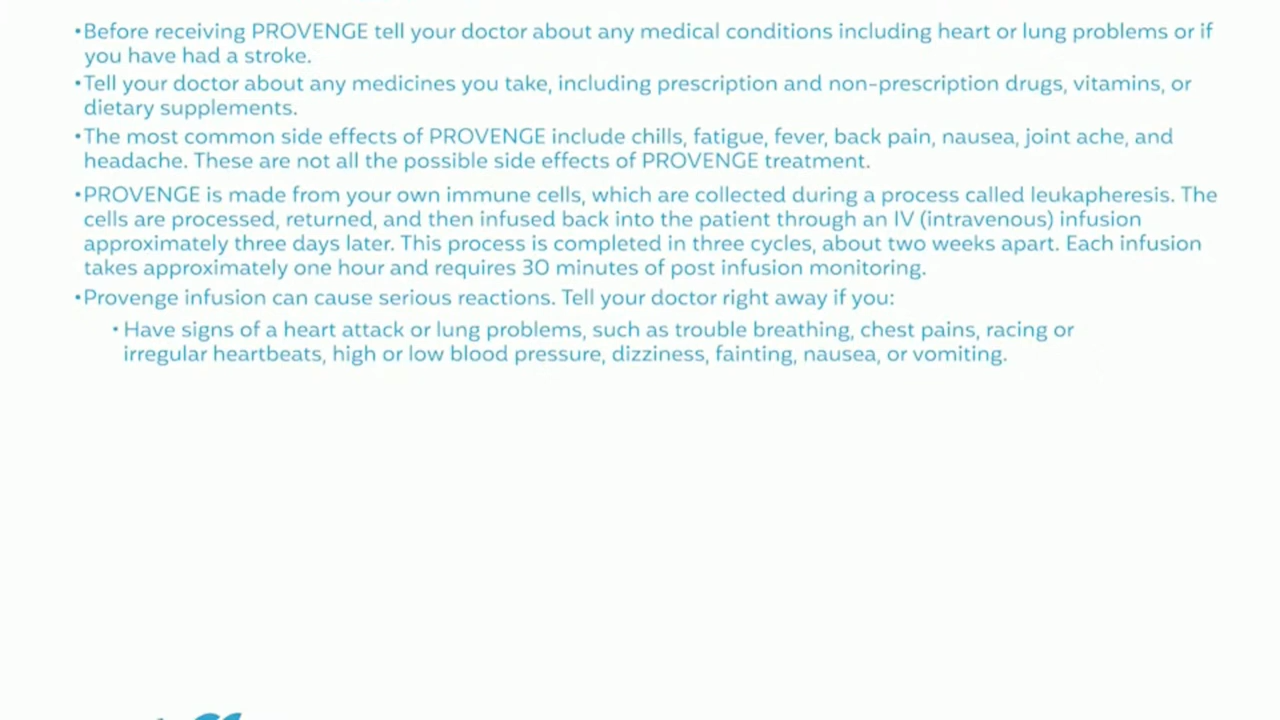 •Before receiving PROVENGE tell your doctor about any medical conditions including heart or lung problems or if
you have had a stroke.
•Tell your doctor about any medicines you take, including prescription and non-prescription drugs, vitamins, or
dietary supplements.
•The most common side effects of PROVENGE include chills, fatigue, fever, back pain, nausea, joint ache, and
headache. These are not all the possible side effects of PROVENGE treatment.
•PROVENGE is made from your own immune cells, which are collected during a process called leukapheresis. The
cells are processed, returned, and then infused back into the patient through an IV (intravenous) infusion
approximately three days later. This process is completed in three cycles, about two weeks apart. Each infusion
takes approximately one hour and requires 30 minutes of post infusion monitoring.
•Provenge infusion can cause serious reactions. Tell your doctor right away if you:
•Have signs of a heart attack or lung problems, such as trouble breathing, chest pains, racing or
irregular heartbeats, high or low blood pressure, dizziness, fainting, nausea, or vomiting.